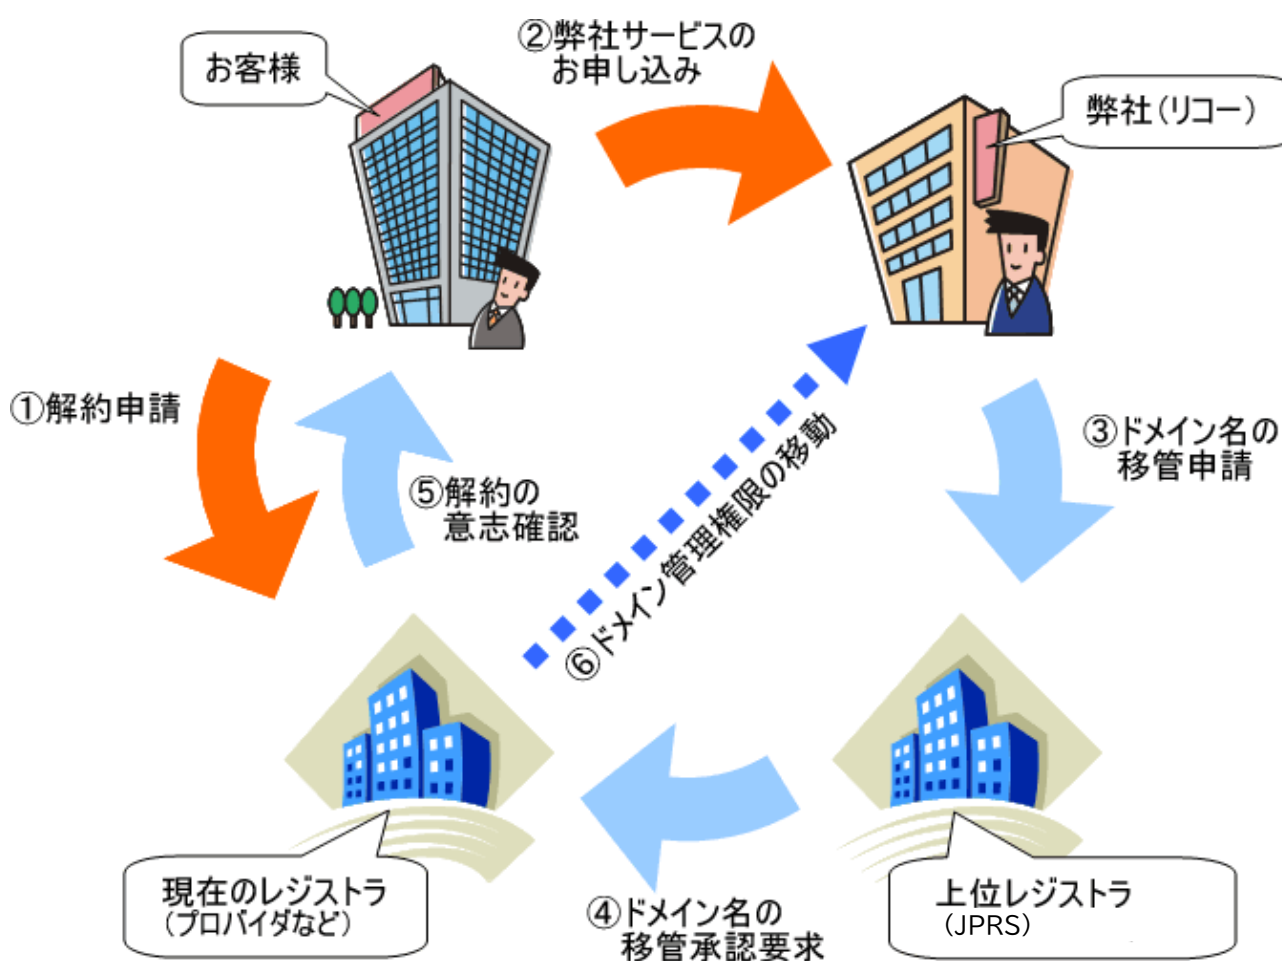 ②弊社サービスの
お申し込み
お客様
弊社（リコー）
①解約申請
③ドメイン名の
移管申請
⑤解約の
意志確認
⑥ドメイン管理権限の移動
現在のレジストラ
（プロバイダなど）
上位レジストラ
（JPRS）
④ドメイン名の
移管承認要求